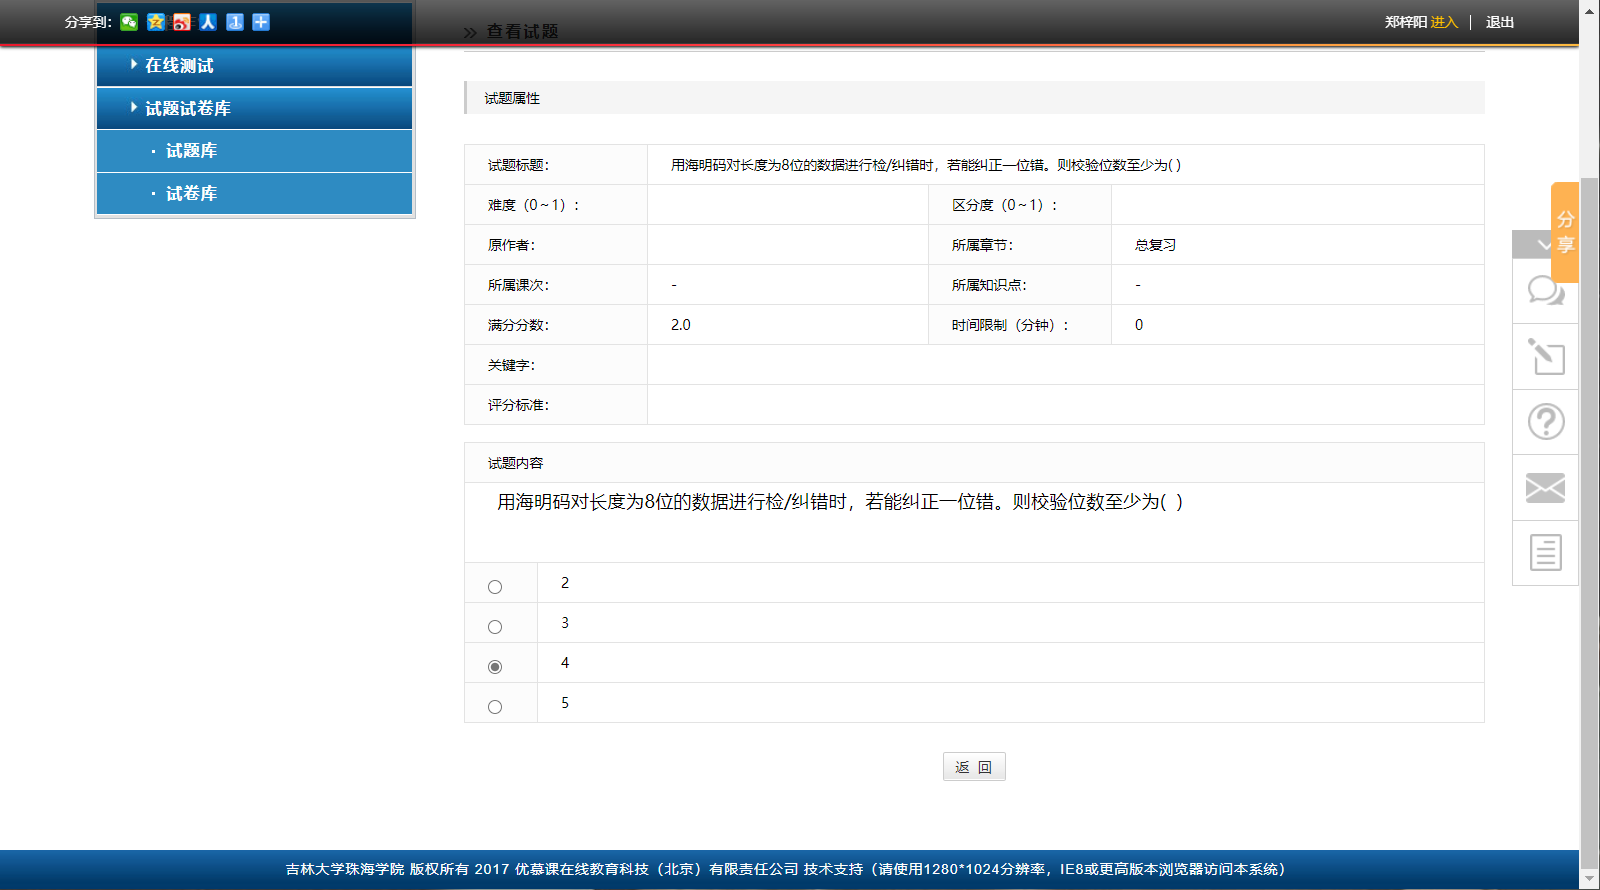 分享到：
郑梓阳 进入 | 退出
在线测试
试题试卷库
· 试题库
· 试卷库
» 查看试题
试题属性
试题标题： 用海明码对长度为8位的数据进行检/纠错时，若能纠正一位错。则校验位数至少为( )
难度（0～1）： 区分度（0～1）：
原作者： 所属章节： 总复习
所属课次： - 所属知识点： -
满分分数： 2.0 时间限制（分钟）： 0
关键字：
评分标准：
试题内容
用海明码对长度为8位的数据进行检/纠错时，若能纠正一位错。则校验位数至少为( )
2
3
4
5
返 回
分享
吉林大学珠海学院 版权所有 2017 优慕课在线教育科技（北京）有限责任公司 技术支持（请使用1280*1024分辨率，IE8或更高版本浏览器访问本系统）